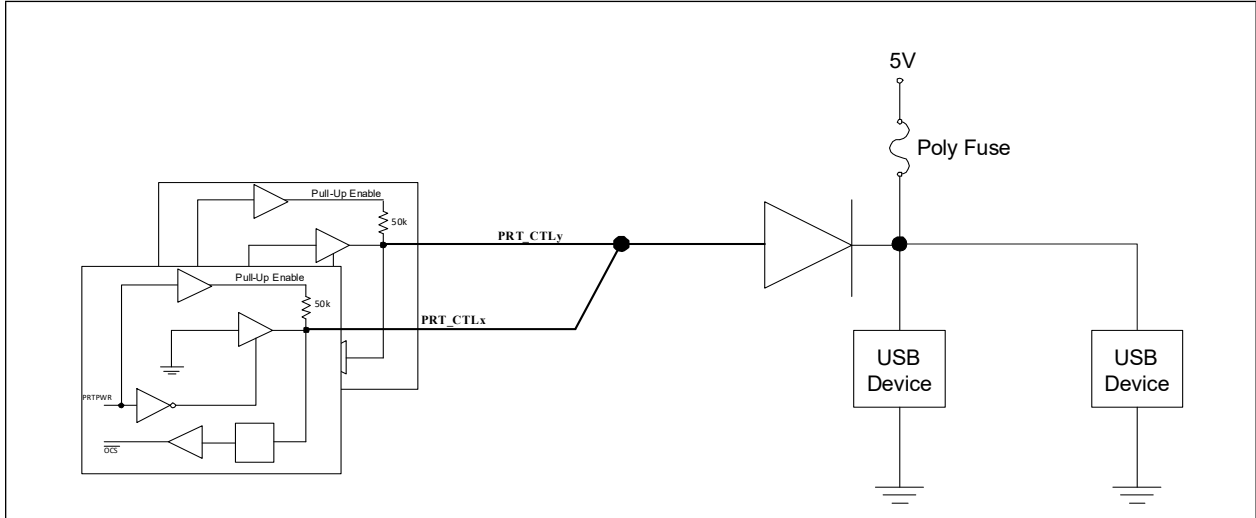 5V
Poly Fuse
Pull-Up Enable
50k
PRT_CTLy
Pull-Up Enable
50k
PRT_CTLx
PRTPWR
OCS
USB
Device
USB
Device